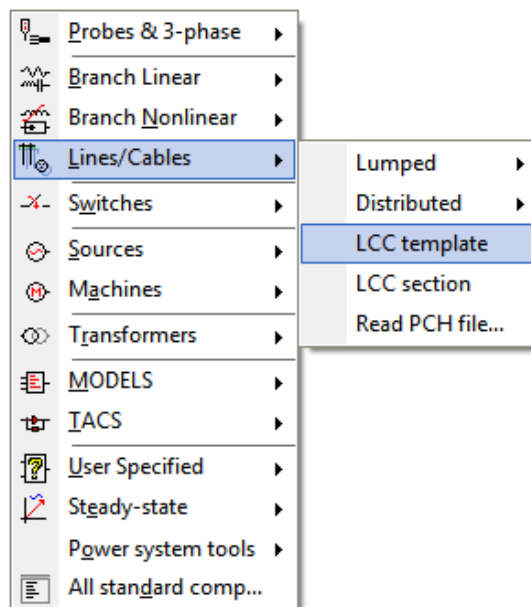 Probes & 3-phase
Branch Linear
Branch Nonlinear
Lines/Cables
Switches
Sources
Machines
Transformers
MODELS
TACS
User Specified
Steady-state
Power system tools
All standard comp...
Lumped
Distributed
LCC template
LCC section
Read PCH file...